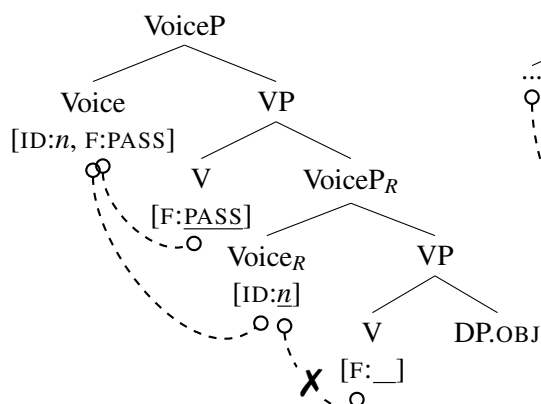 VoiceP
...
Voice VP
[ID:n, F:PASS]
V VoiceP_R
[F:PASS]
Voice_R VP
[ID:n]
V DP.OBJ
[F:__]
✗